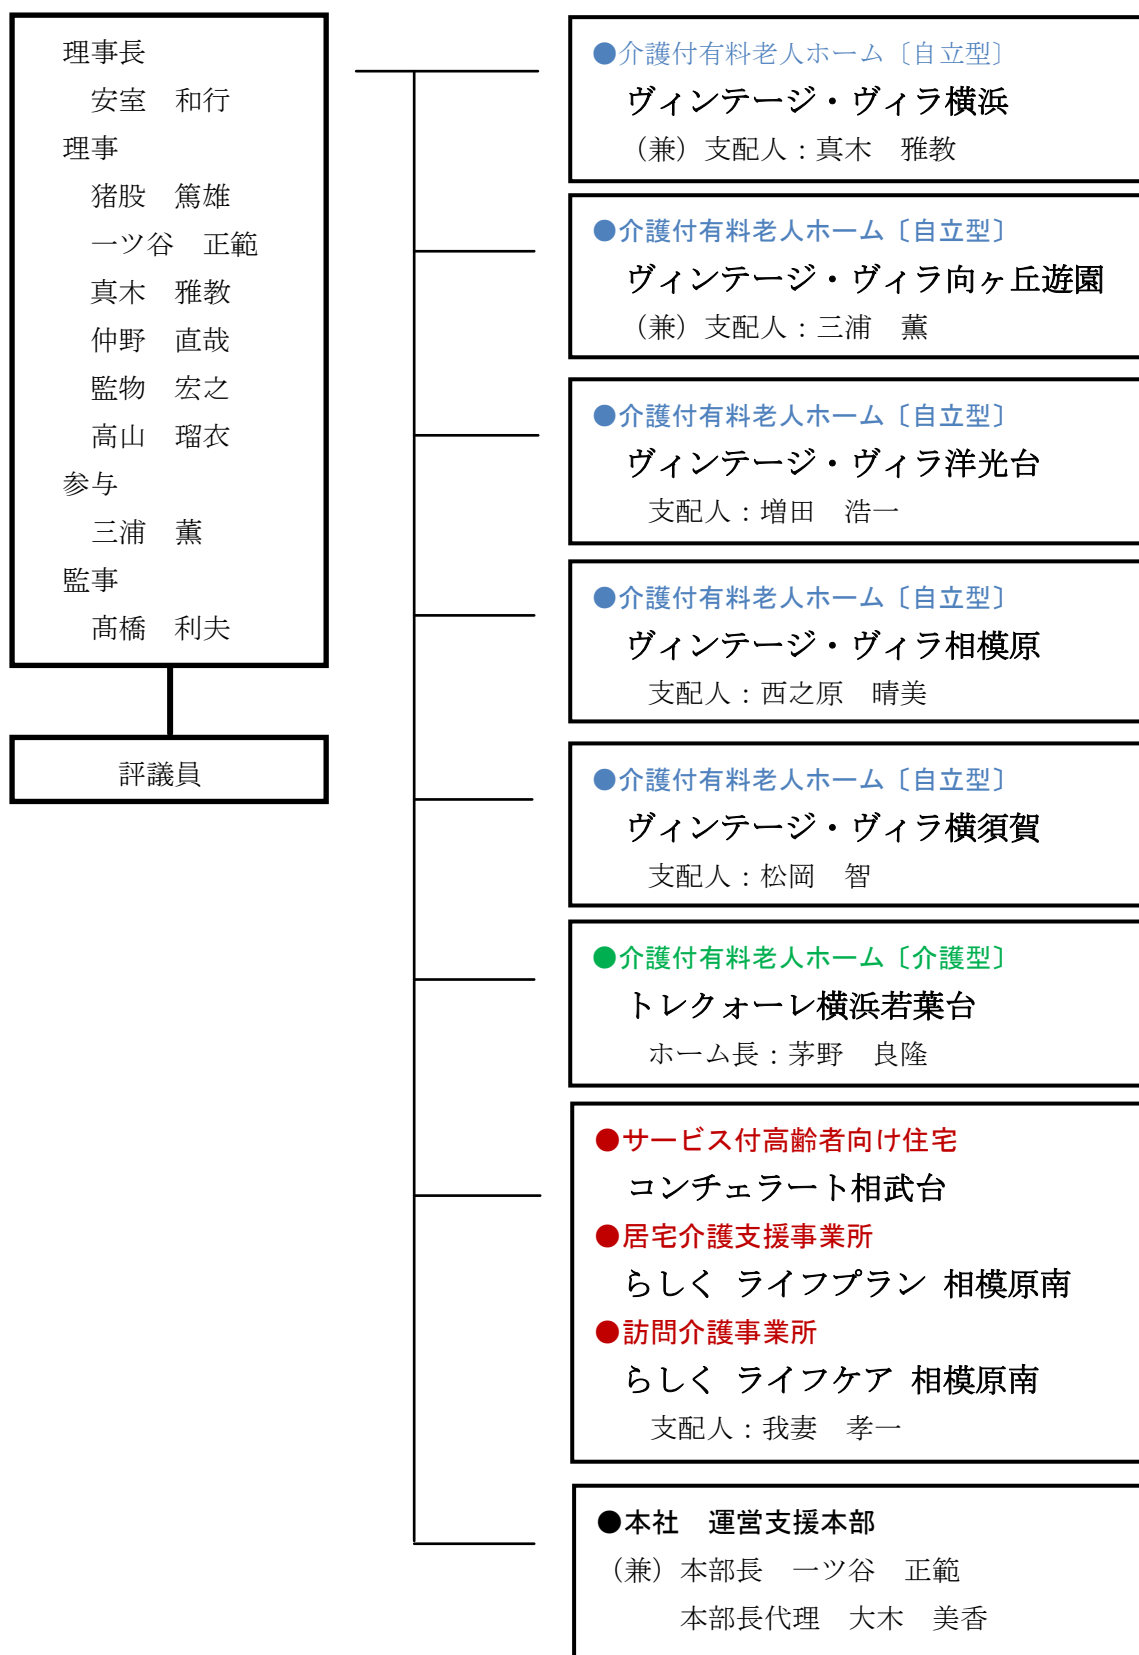 理事長
安室　和行
理事
猪股　篤雄
一ツ谷　正範
真木　雅教
仲野　直哉
監物　宏之
高山　瑠衣
参与
三浦　薫
監事
髙橋　利夫
評議員
●介護付有料老人ホーム〔自立型〕
ヴィンテージ・ヴィラ横浜
（兼）支配人：真木　雅教
●介護付有料老人ホーム〔自立型〕
ヴィンテージ・ヴィラ向ヶ丘遊園
（兼）支配人：三浦　薫
●介護付有料老人ホーム〔自立型〕
ヴィンテージ・ヴィラ洋光台
支配人：増田　浩一
●介護付有料老人ホーム〔自立型〕
ヴィンテージ・ヴィラ相模原
支配人：西之原　晴美
●介護付有料老人ホーム〔自立型〕
ヴィンテージ・ヴィラ横須賀
支配人：松岡　智
●介護付有料老人ホーム〔介護型〕
トレクォーレ横浜若葉台
ホーム長：茅野　良隆
●サービス付高齢者向け住宅
コンチェラート相武台
●居宅介護支援事業所
らしく ライフプラン 相模原南
●訪問介護事業所
らしく ライフケア 相模原南
支配人：我妻　孝一
●本社　運営支援本部
（兼）本部長　一ツ谷　正範
本部長代理　大木　美香